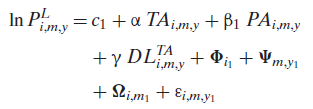 ln P^L_{i,m,y} = c_1 + α TA_{i,m,y} + β_1 PA_{i,m,y}
+ γ DL^{TA}_{i,m,y} + Φ_{i_1} + Ψ_{m,y_1}
+ Ω_{i,m_1} + ε_{i,m,y_1}